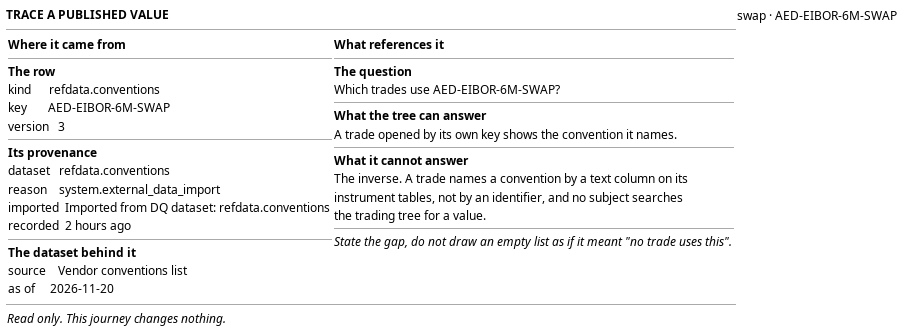 TRACE A PUBLISHED VALUE
swap · AED-EIBOR-6M-SWAP
Where it came from
The row
kind refdata.conventions
key AED-EIBOR-6M-SWAP
version 3
Its provenance
dataset refdata.conventions
reason system.external_data_import
imported Imported from DQ dataset: refdata.conventions
recorded 2 hours ago
The dataset behind it
source Vendor conventions list
as of 2026-11-20
What references it
The question
Which trades use AED-EIBOR-6M-SWAP?
What the tree can answer
A trade opened by its own key shows the convention it names.
What it cannot answer
The inverse. A trade names a convention by a text column on its
instrument tables, not by an identifier, and no subject searches
the trading tree for a value.
State the gap, do not draw an empty list as if it meant "no trade uses this".
Read only. This journey changes nothing.